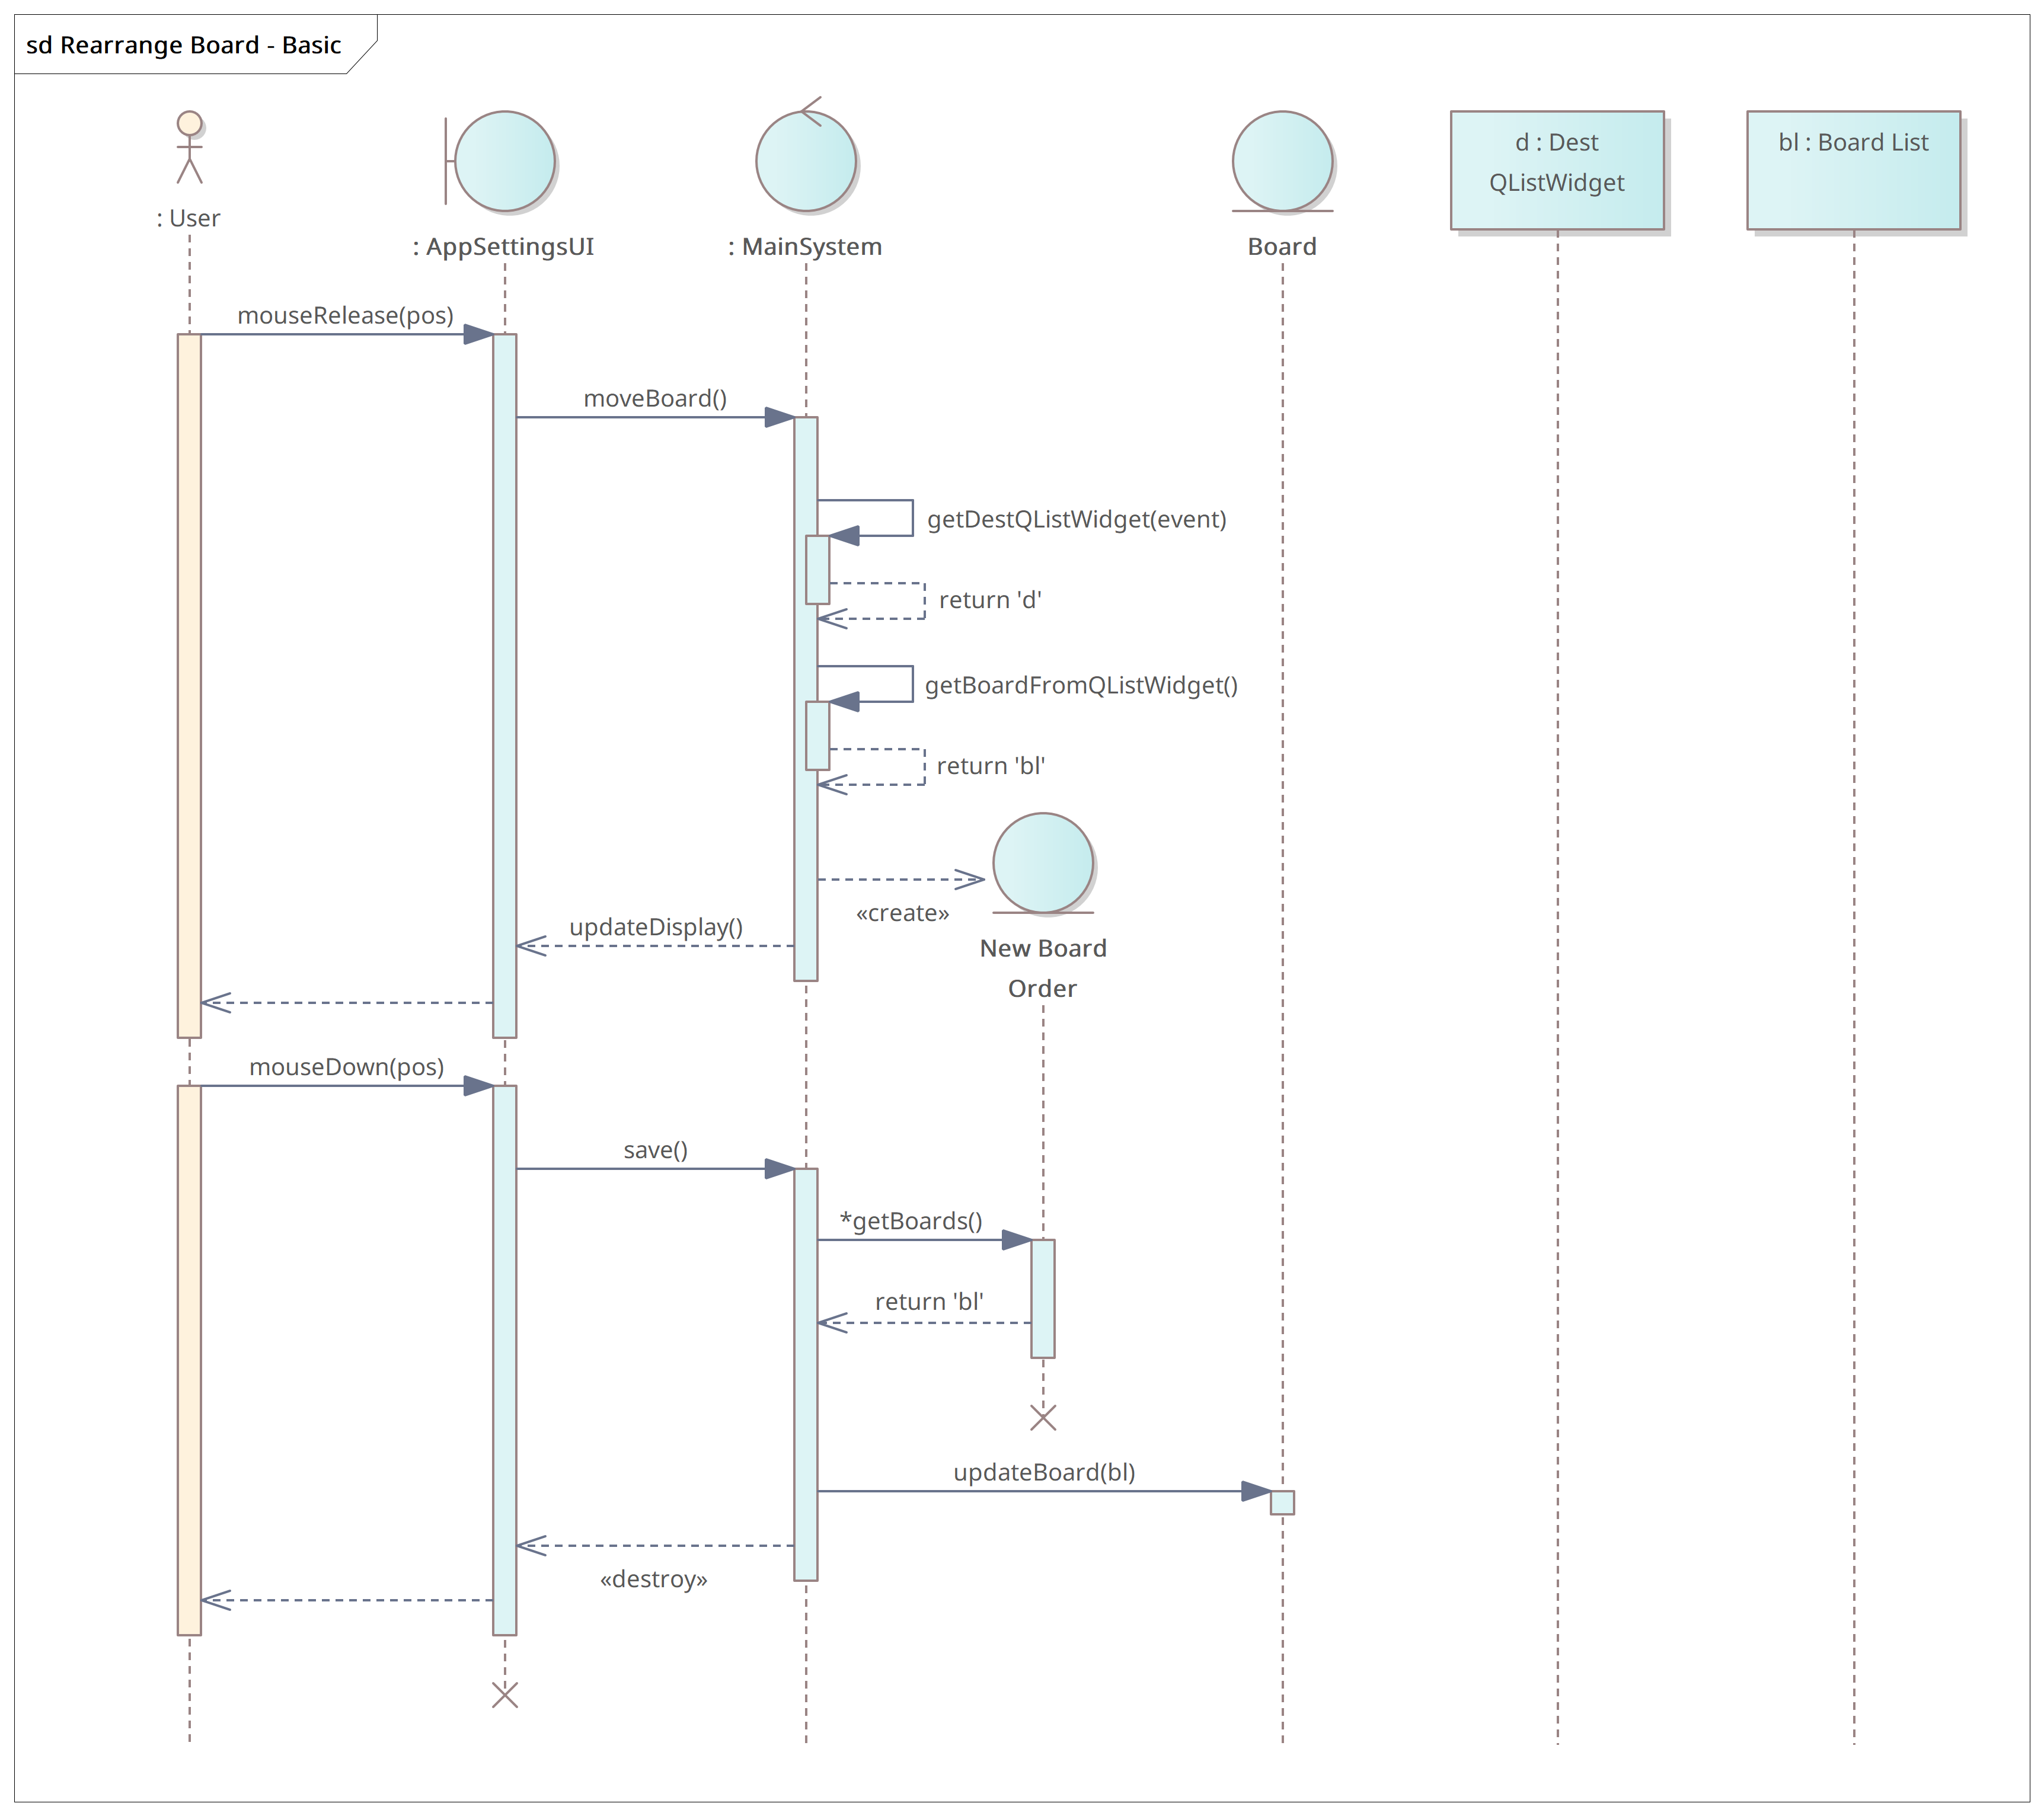 sd Rearrange Board - Basic
: User
: AppSettingsUI
: MainSystem
Board
d : Dest
QListWidget
bl : Board List
mouseRelease(pos)
moveBoard()
getDestQListWidget(event)
return 'd'
getBoardFromQListWidget()
return 'bl'
«create»
updateDisplay()
New Board
Order
mouseDown(pos)
save()
*getBoards()
return 'bl'
updateBoard(bl)
«destroy»